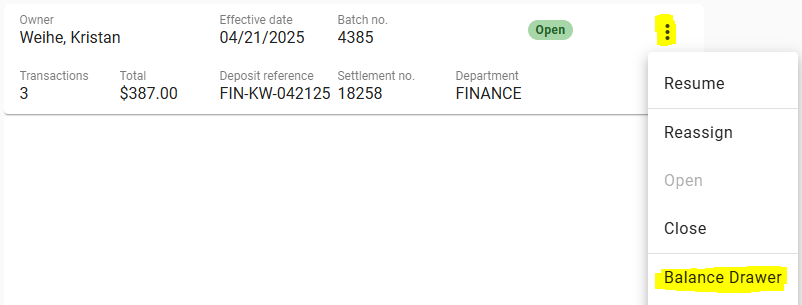 Owner Effective date Batch no.
Weihe, Kristan 04/21/2025 4385 Open
Transactions Total Deposit reference Settlement no. Department
3 $387.00 FIN-KW-042125 18258 FINANCE
Resume
Reassign
Open
Close
Balance Drawer